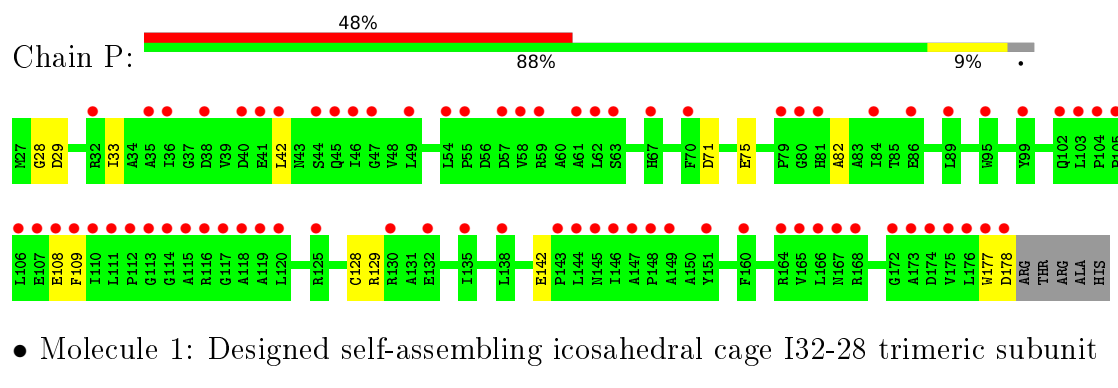 48%
Chain P:
88% 9% •
M27 G28 D29 R32 I33 A34 A35 I36 G37 D38 V39 D40 E41 L42 N43 S44 Q45 I46 G47 V48 L49 L54 P55 D56 D57 V58 R59 A60 A61 L62 S63 H67 F70 D71 E75 P79 G80 H81 A82 A83 I84 T85 E86 L89 W95 Y99 Q102 L103 P104 P105
L106 E107 E108 F109 I110 L111 P112 G113 G114 A115 R116 G117 A118 A119 L120 R125 C128 R129 R130 A131 E132 I135 L138 E142 P143 L144 N145 I146 A147 P148 A149 A150 Y151 F160 R164 V165 L166 N167 R168 G172 A173 D174 V175 L176 W177 D178 ARG THR ARG ALA HIS
• Molecule 1: Designed self-assembling icosahedral cage I32-28 trimeric subunit